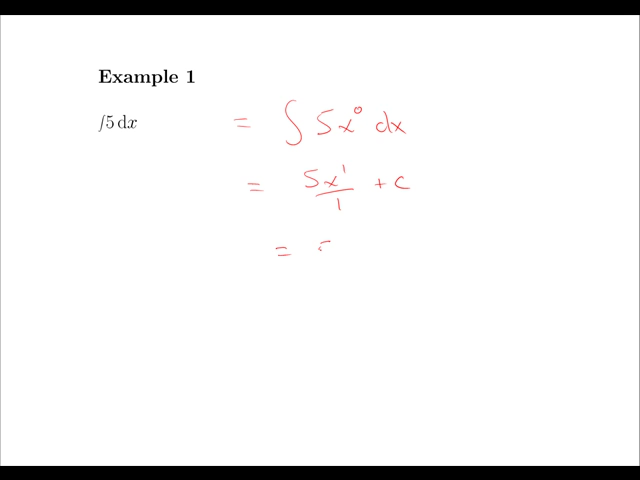 Example 1
∫5 dx = ∫ 5x⁰ dx
= 5x¹/1 + c
=